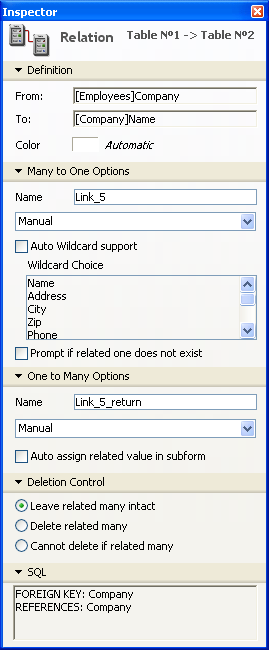 Inspector
Relation Table Nº1 -> Table Nº2
Definition
From: [Employees]Company
To: [Company]Name
Color Automatic
Many to One Options
Name Link_5
Manual
Auto Wildcard support
Wildcard Choice
Name
Address
City
Zip
Phone
Prompt if related one does not exist
One to Many Options
Name Link_5_return
Manual
Auto assign related value in subform
Deletion Control
Leave related many intact
Delete related many
Cannot delete if related many
SQL
FOREIGN KEY: Company
REFERENCES: Company